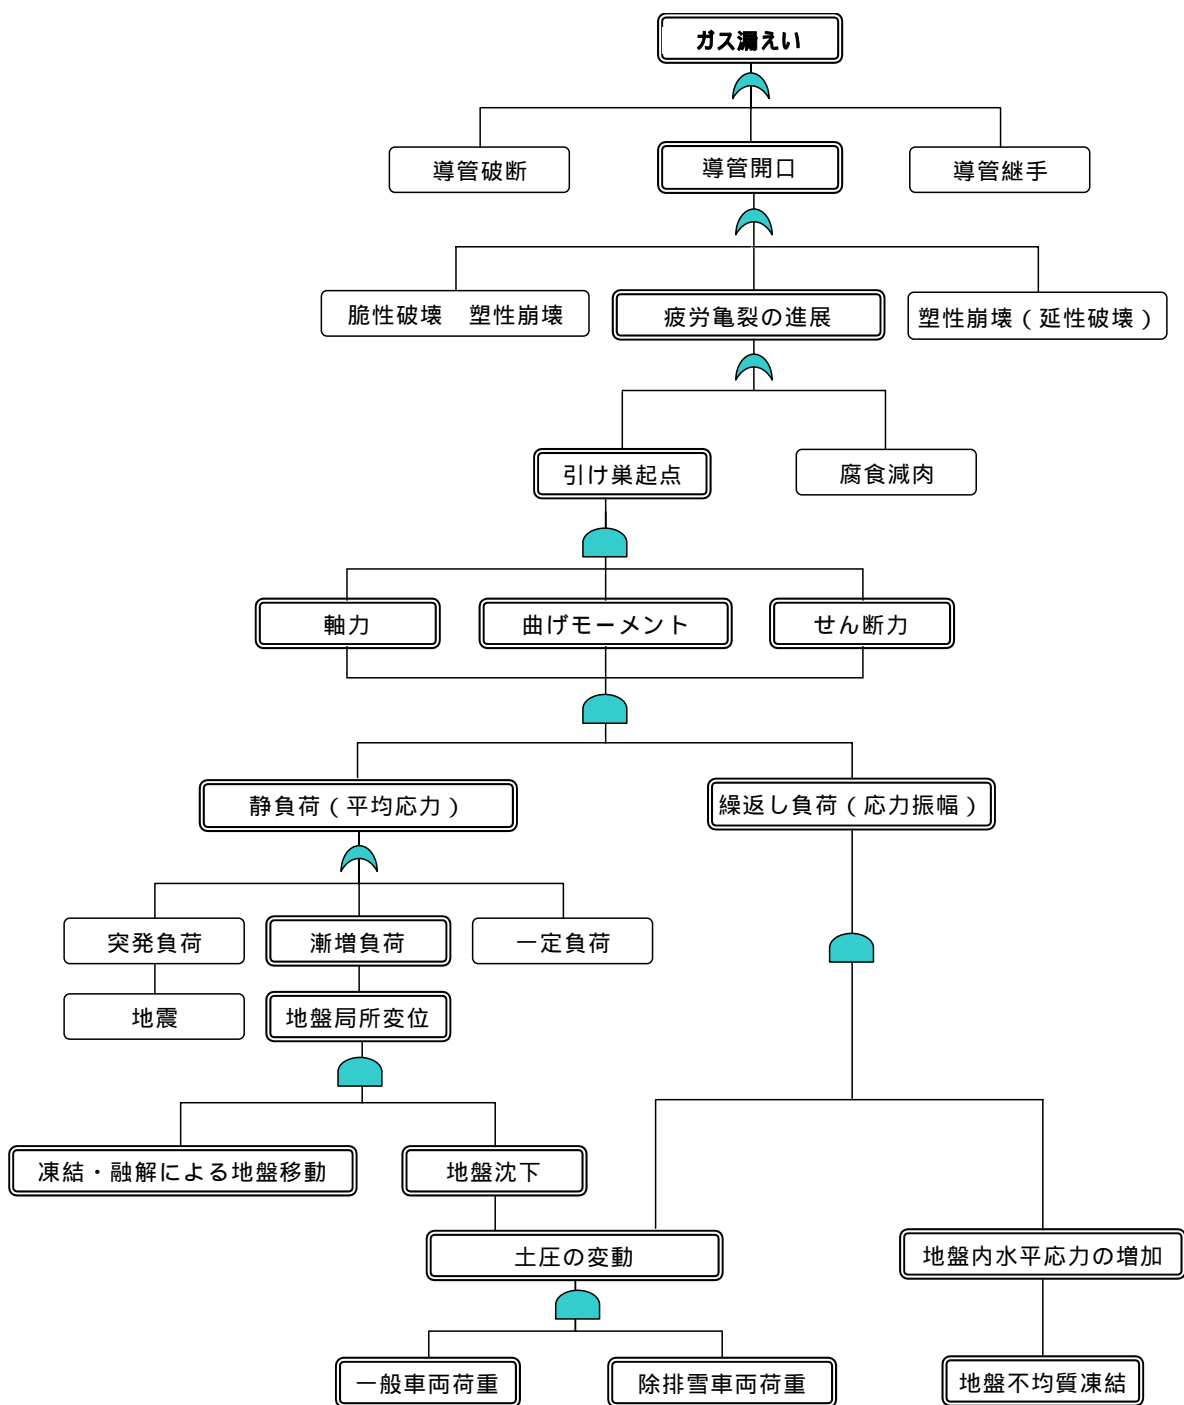 ガス漏えい
導管破断
導管開口
導管継手
脆性破壊　塑性崩壊
疲労亀裂の進展
塑性崩壊（延性破壊）
引け巣起点
腐食減肉
軸力
曲げモーメント
せん断力
静負荷（平均応力）
繰返し負荷（応力振幅）
突発負荷
漸増負荷
一定負荷
地震
地盤局所変位
凍結・融解による地盤移動
地盤沈下
土圧の変動
地盤内水平応力の増加
一般車両荷重
除排雪車両荷重
地盤不均質凍結